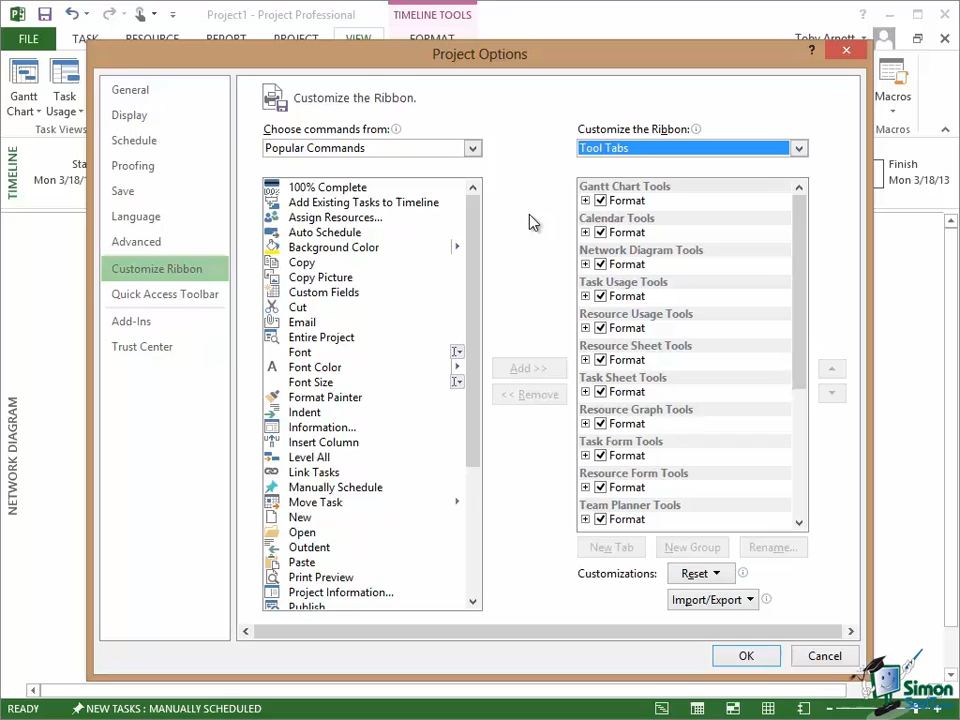 Project1 - Project Professional
TIMELINE TOOLS
?
FILE
TASK
RESOURCE
REPORT
PROJECT
VIEW
FORMAT
Toby Arnett
Gantt
Chart
Task
Usage
Task Views
Macros
Macros
TIMELINE
Sta
Mon 3/18/1
Finish
Mon 3/18/13
NETWORK DIAGRAM
Project Options
?
General
Display
Schedule
Proofing
Save
Language
Advanced
Customize Ribbon
Quick Access Toolbar
Add-Ins
Trust Center
Customize the Ribbon.
Choose commands from:
Popular Commands
100% Complete
Add Existing Tasks to Timeline
Assign Resources...
Auto Schedule
Background Color
Copy
Copy Picture
Custom Fields
Cut
Email
Entire Project
Font
Font Color
Font Size
Format Painter
Indent
Information...
Insert Column
Level All
Link Tasks
Manually Schedule
Move Task
New
Open
Outdent
Paste
Print Preview
Project Information...
Publish
Add >>
<< Remove
Customize the Ribbon:
Tool Tabs
Gantt Chart Tools
Format
Calendar Tools
Format
Network Diagram Tools
Format
Task Usage Tools
Format
Resource Usage Tools
Format
Resource Sheet Tools
Format
Task Sheet Tools
Format
Resource Graph Tools
Format
Task Form Tools
Format
Resource Form Tools
Format
Team Planner Tools
Format
New Tab
New Group
Rename...
Customizations:
Reset
Import/Export
OK
Cancel
READY
NEW TASKS : MANUALLY SCHEDULED
Simon